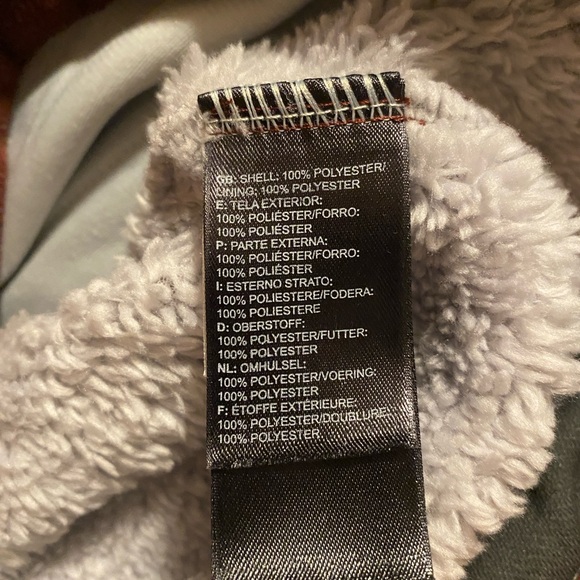 GB: SHELL: 100% POLYESTER/
LINING: 100% POLYESTER
E: TELA EXTERIOR:
100% POLIÉSTER/FORRO:
100% POLIÉSTER
P: PARTE EXTERNA:
100% POLIÉSTER/FORRO:
100% POLIÉSTER
I: ESTERNO STRATO:
100% POLIESTERE/FODERA:
100% POLIESTERE
D: OBERSTOFF:
100% POLYESTER/FUTTER:
100% POLYESTER
NL: OMHULSEL:
100% POLYESTER/VOERING:
100% POLYESTER
F: ÉTOFFE EXTÉRIEURE:
100% POLYESTER/DOUBLURE:
100% POLYESTER